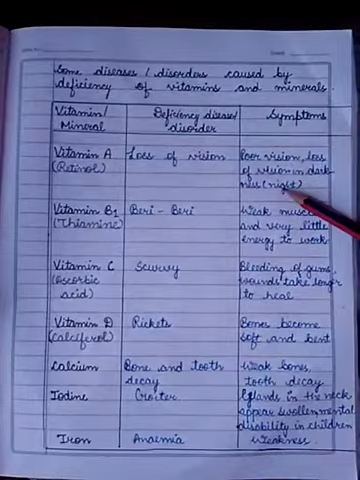 Some diseases / disorders caused by
deficiency of vitamins and minerals.
Vitamin/ Deficiency disease/ Symptoms
Mineral disorder
Vitamin A Loss of vision Poor vision, loss
(Retinol) of vision in dark-
ness (night)
Vitamin B1 Beri - Beri Weak muscles
(Thiamine) and very little
energy to work
Vitamin C Scurvy Bleeding of gums,
(Ascorbic wounds take longer
acid) to heal
Vitamin D Rickets Bones become
(Calciferol) soft and bent
Calcium Bone and tooth Weak bones,
decay tooth decay
Iodine Goiter Glands in the neck
appear swollen, mental
disability in children
Iron Anaemia Weakness.